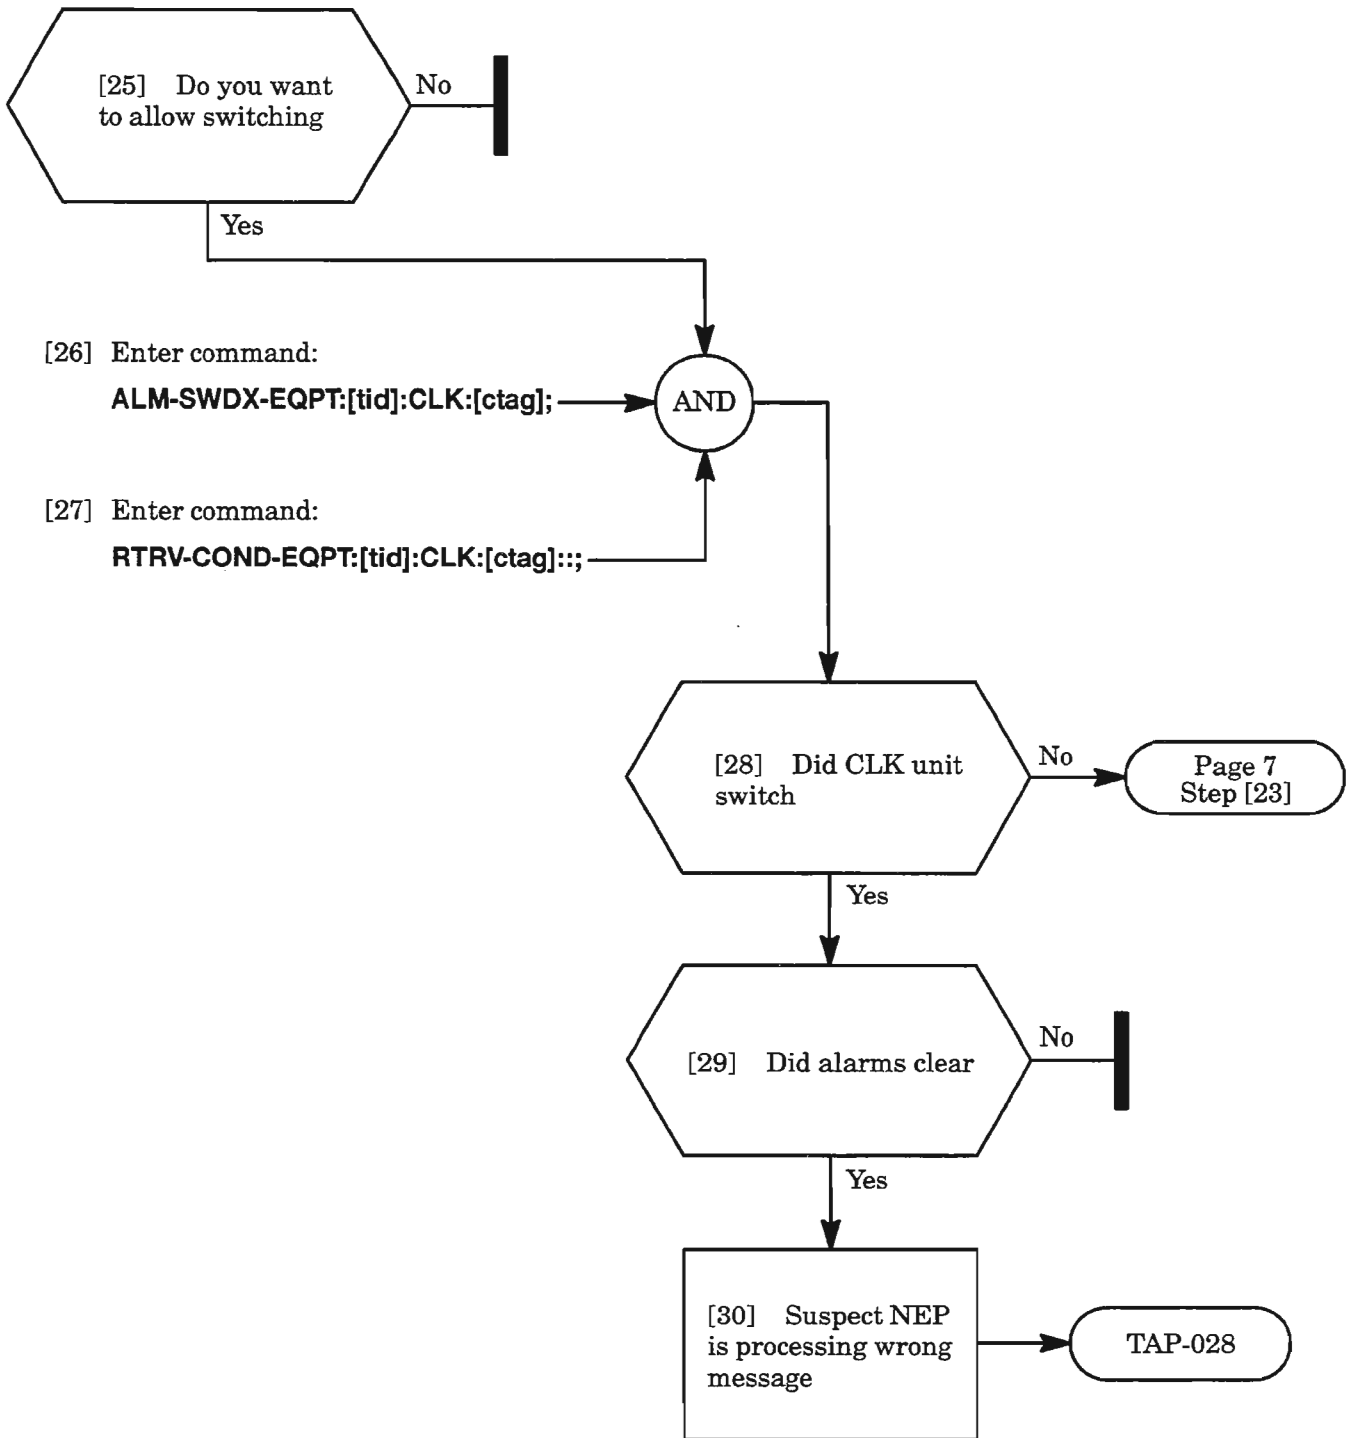 [25] Do you want
to allow switching
No
Yes
[26] Enter command:
ALM-SWDX-EQPT:[tid]:CLK:[ctag];
AND
[27] Enter command:
RTRV-COND-EQPT:[tid]:CLK:[ctag]::;
[28] Did CLK unit
switch
No
Page 7
Step [23]
Yes
[29] Did alarms clear
No
Yes
[30] Suspect NEP
is processing wrong
message
TAP-028